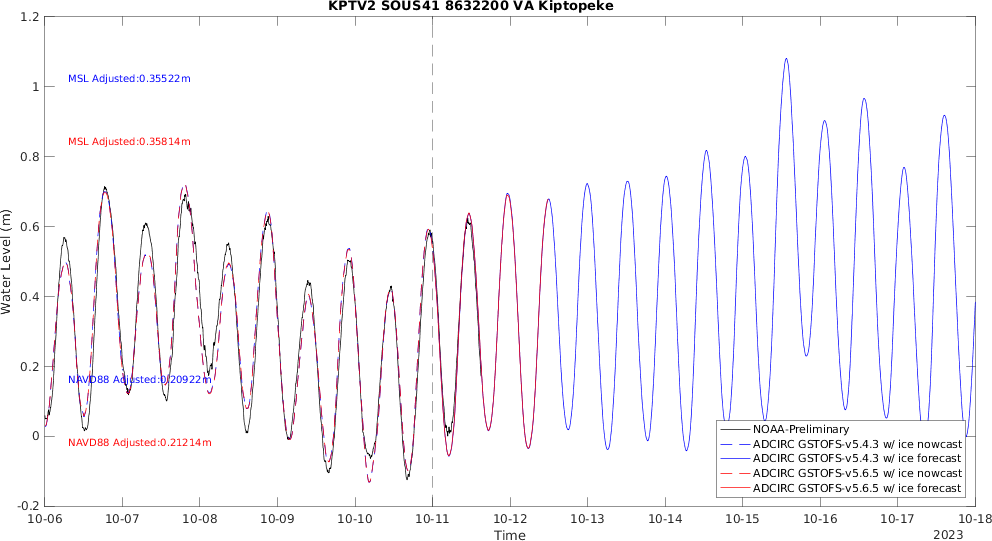 KPTV2 SOUS41 8632200 VA Kiptopeke
1.2
1
0.8
0.6
0.4
0.2
0
-0.2
Water Level (m)
MSL Adjusted:0.35522m
MSL Adjusted:0.35814m
NAVD88 Adjusted:0.20922m
NAVD88 Adjusted:0.21214m
NOAA-Preliminary
ADCIRC GSTOFS-v5.4.3 w/ ice nowcast
ADCIRC GSTOFS-v5.4.3 w/ ice forecast
ADCIRC GSTOFS-v5.6.5 w/ ice nowcast
ADCIRC GSTOFS-v5.6.5 w/ ice forecast
10-06 10-07 10-08 10-09 10-10 10-11 10-12 10-13 10-14 10-15 10-16 10-17 10-18
Time
2023